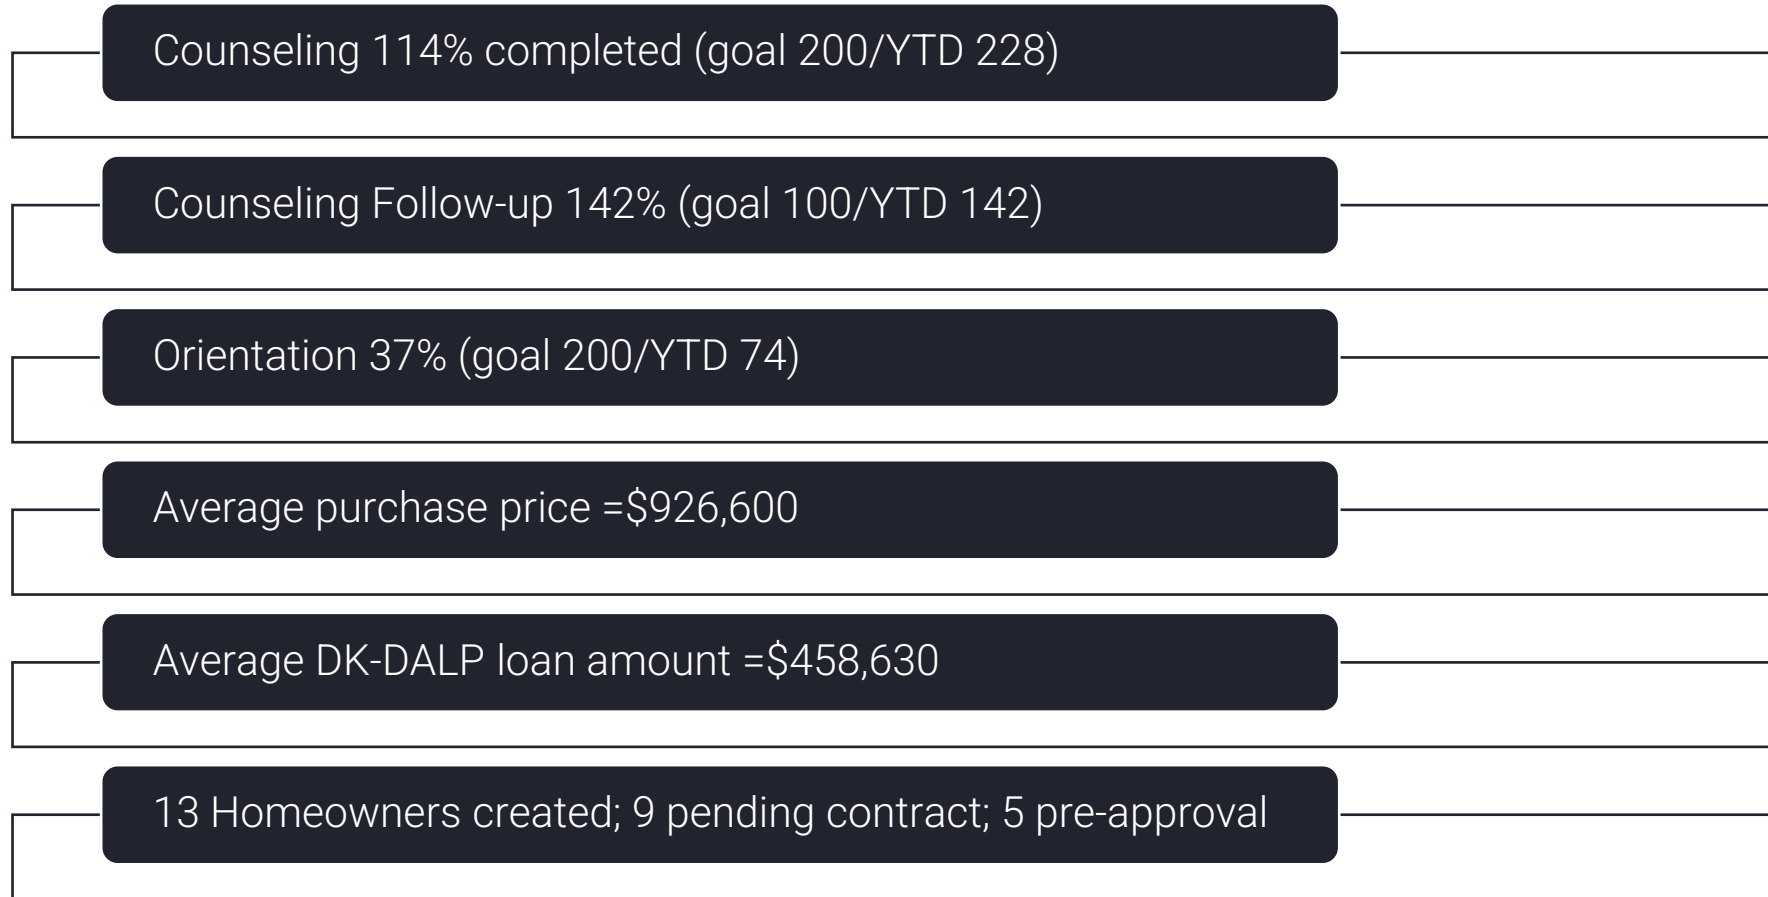 Counseling 114% completed (goal 200/YTD 228)
Counseling Follow-up 142% (goal 100/YTD 142)
Orientation 37% (goal 200/YTD 74)
Average purchase price =$926,600
Average DK-DALP loan amount =$458,630
13 Homeowners created; 9 pending contract; 5 pre-approval